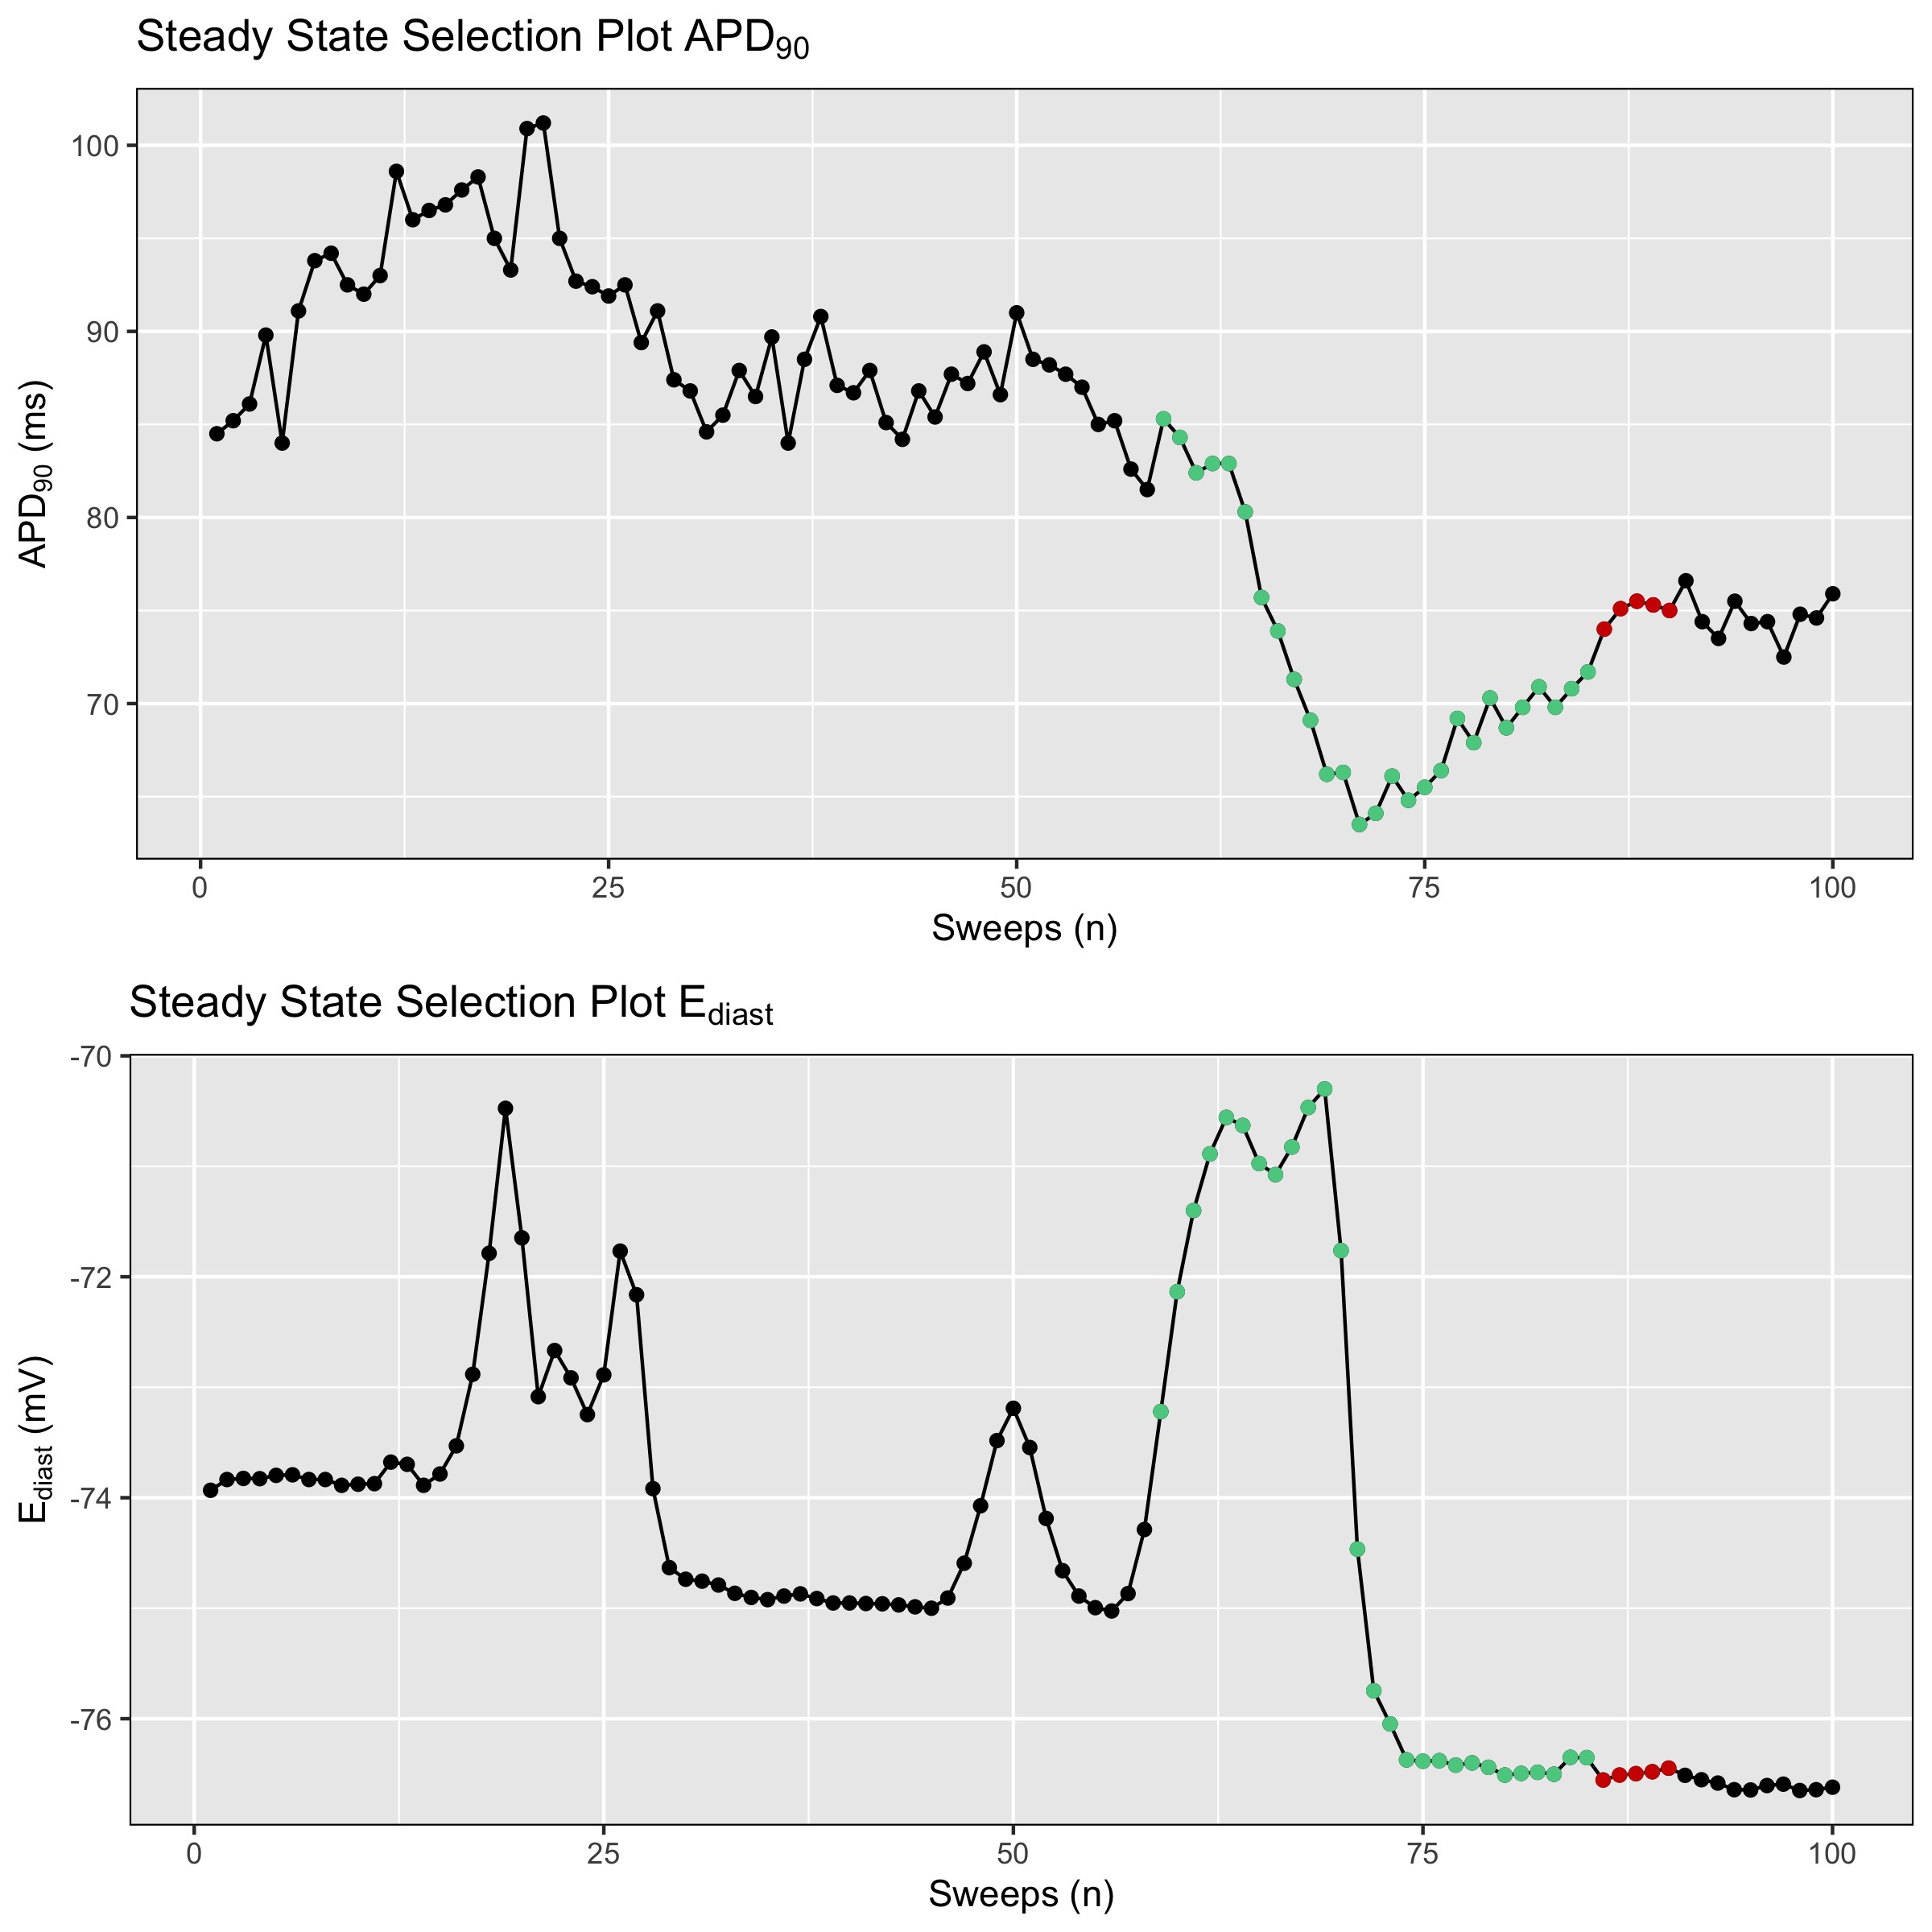 Steady State Selection Plot APD90
100
90
80
70
APD90 (ms)
0 25 50 75 100
Sweeps (n)
Steady State Selection Plot Ediast
-70
-72
-74
-76
Ediast (mV)
0 25 50 75 100
Sweeps (n)